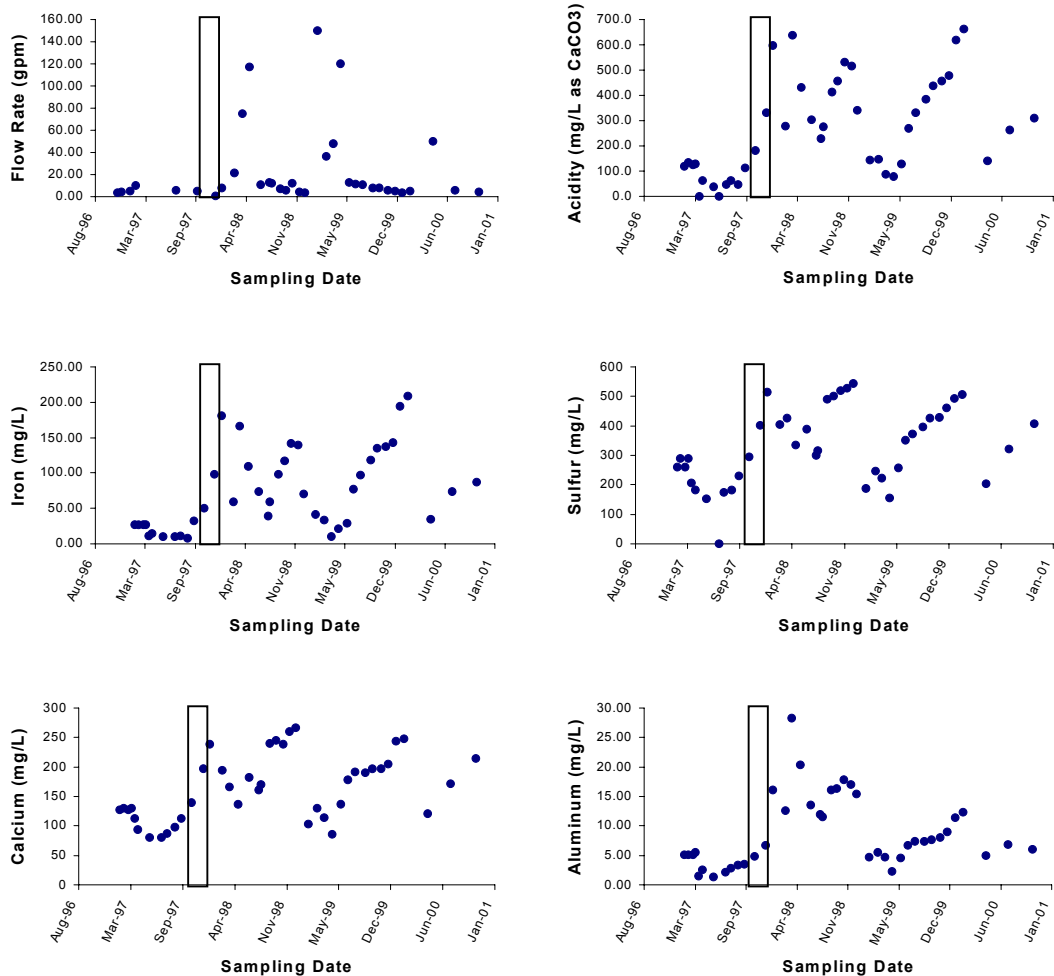 Flow Rate (gpm)
160.00
140.00
120.00
100.00
80.00
60.00
40.00
20.00
0.00
Aug-96
Mar-97
Sep-97
Apr-98
Nov-98
May-99
Dec-99
Jun-00
Jan-01
Sampling Date
Acidity (mg/L as CaCO3)
700.0
600.0
500.0
400.0
300.0
200.0
100.0
0.0
Aug-96
Mar-97
Sep-97
Apr-98
Nov-98
May-99
Dec-99
Jun-00
Jan-01
Sampling Date
Iron (mg/L)
250.00
200.00
150.00
100.00
50.00
0.00
Aug-96
Mar-97
Sep-97
Apr-98
Nov-98
May-99
Dec-99
Jun-00
Jan-01
Sampling Date
Sulfur (mg/L)
600
500
400
300
200
100
0
Aug-96
Mar-97
Sep-97
Apr-98
Nov-98
May-99
Dec-99
Jun-00
Jan-01
Sampling Date
Calcium (mg/L)
300
250
200
150
100
50
0
Aug-96
Mar-97
Sep-97
Apr-98
Nov-98
May-99
Dec-99
Jun-00
Jan-01
Sampling Date
Aluminum (mg/L)
30.00
25.00
20.00
15.00
10.00
5.00
0.00
Aug-96
Mar-97
Sep-97
Apr-98
Nov-98
May-99
Dec-99
Jun-00
Jan-01
Sampling Date